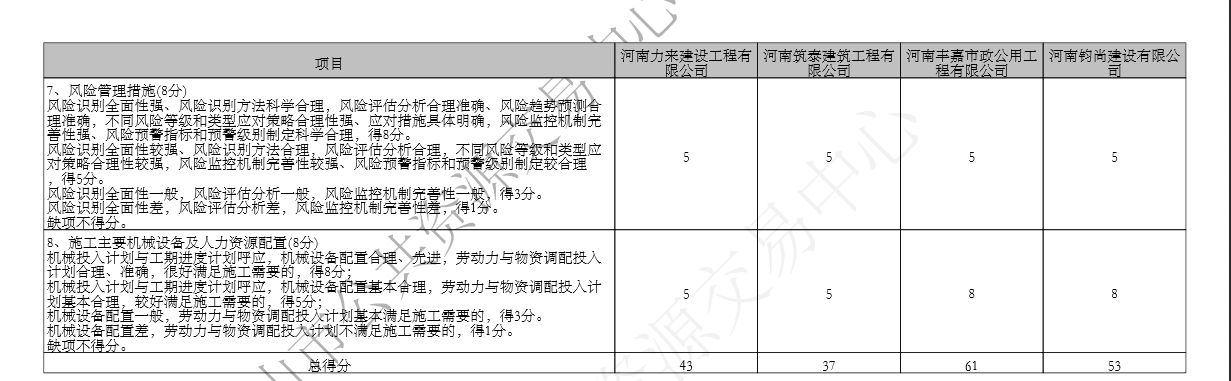 项目
河南力来建设工程有
限公司
河南筑泰建筑工程有
限公司
河南丰嘉市政公用工
程有限公司
河南钧尚建设有限公
司
7、风险管理措施(8分)
风险识别全面性强、风险识别方法科学合理，风险评估分析合理准确、风险趋势预测合
理准确，不同风险等级和类型应对策略合理性强、应对措施具体明确，风险监控机制完
善性强、风险预警指标和预警级别制定科学合理，得8分。
风险识别全面性较强、风险识别方法合理，风险评估分析合理，不同风险等级和类型应
对策略合理性较强，风险监控机制完善性较强、风险预警指标和预警级别制定较合理
，得5分。
风险识别全面性一般，风险评估分析一般，风险监控机制完善性一般，得3分。
风险识别全面性差，风险评估分析差，风险监控机制完善性差，得1分。
缺项不得分。
5
5
5
5
8、施工主要机械设备及人力资源配置(8分)
机械投入计划与工期进度计划呼应，机械设备配置合理、先进，劳动力与物资调配投入
计划合理、准确，很好满足施工需要的，得8分；
机械投入计划与工期进度计划呼应，机械设备配置基本合理，劳动力与物资调配投入计
划基本合理，较好满足施工需要的，得5分；
机械设备配置一般，劳动力与物资调配投入计划基本满足施工需要的，得3分。
机械设备配置差，劳动力与物资调配投入计划不满足施工需要的，得1分。
缺项不得分。
5
5
8
8
总得分
43
37
61
53
山市公共资源交易中心
资源交易中心